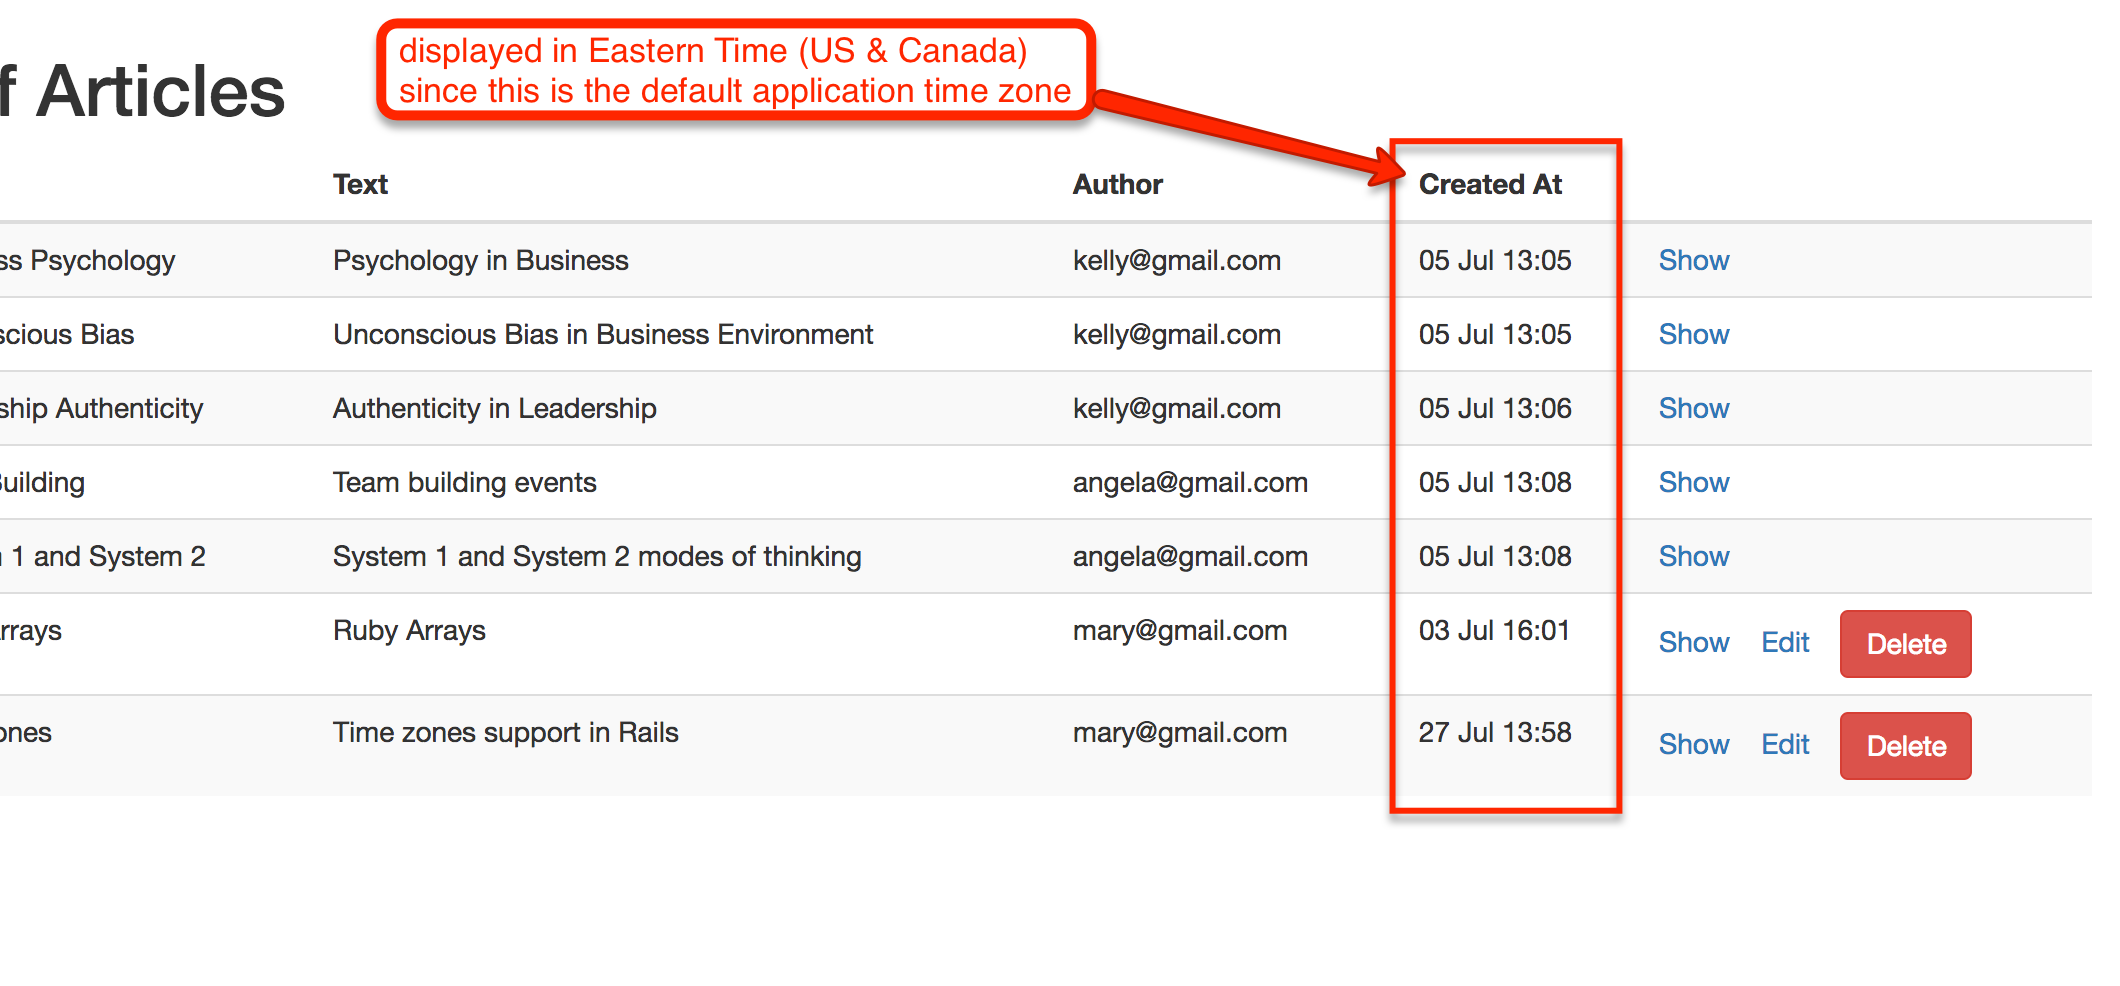 displayed in Eastern Time (US & Canada)
since this is the default application time zone
f Articles
Text Author Created At
ss Psychology Psychology in Business kelly@gmail.com 05 Jul 13:05 Show
scious Bias Unconscious Bias in Business Environment kelly@gmail.com 05 Jul 13:05 Show
ship Authenticity Authenticity in Leadership kelly@gmail.com 05 Jul 13:06 Show
Building Team building events angela@gmail.com 05 Jul 13:08 Show
1 and System 2 System 1 and System 2 modes of thinking angela@gmail.com 05 Jul 13:08 Show
rrays Ruby Arrays mary@gmail.com 03 Jul 16:01 Show Edit Delete
ones Time zones support in Rails mary@gmail.com 27 Jul 13:58 Show Edit Delete